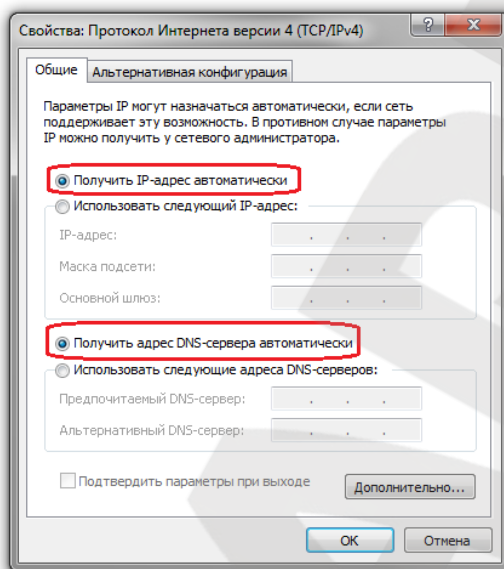 Свойства: Протокол Интернета версии 4 (TCP/IPv4)
Общие
Альтернативная конфигурация
Параметры IP могут назначаться автоматически, если сеть
поддерживает эту возможность. В противном случае параметры
IP можно получить у сетевого администратора.
Получить IP-адрес автоматически
Использовать следующий IP-адрес:
IP-адрес:
Маска подсети:
Основной шлюз:
Получить адрес DNS-сервера автоматически
Использовать следующие адреса DNS-серверов:
Предпочитаемый DNS-сервер:
Альтернативный DNS-сервер:
Подтвердить параметры при выходе
Дополнительно...
ОК
Отмена